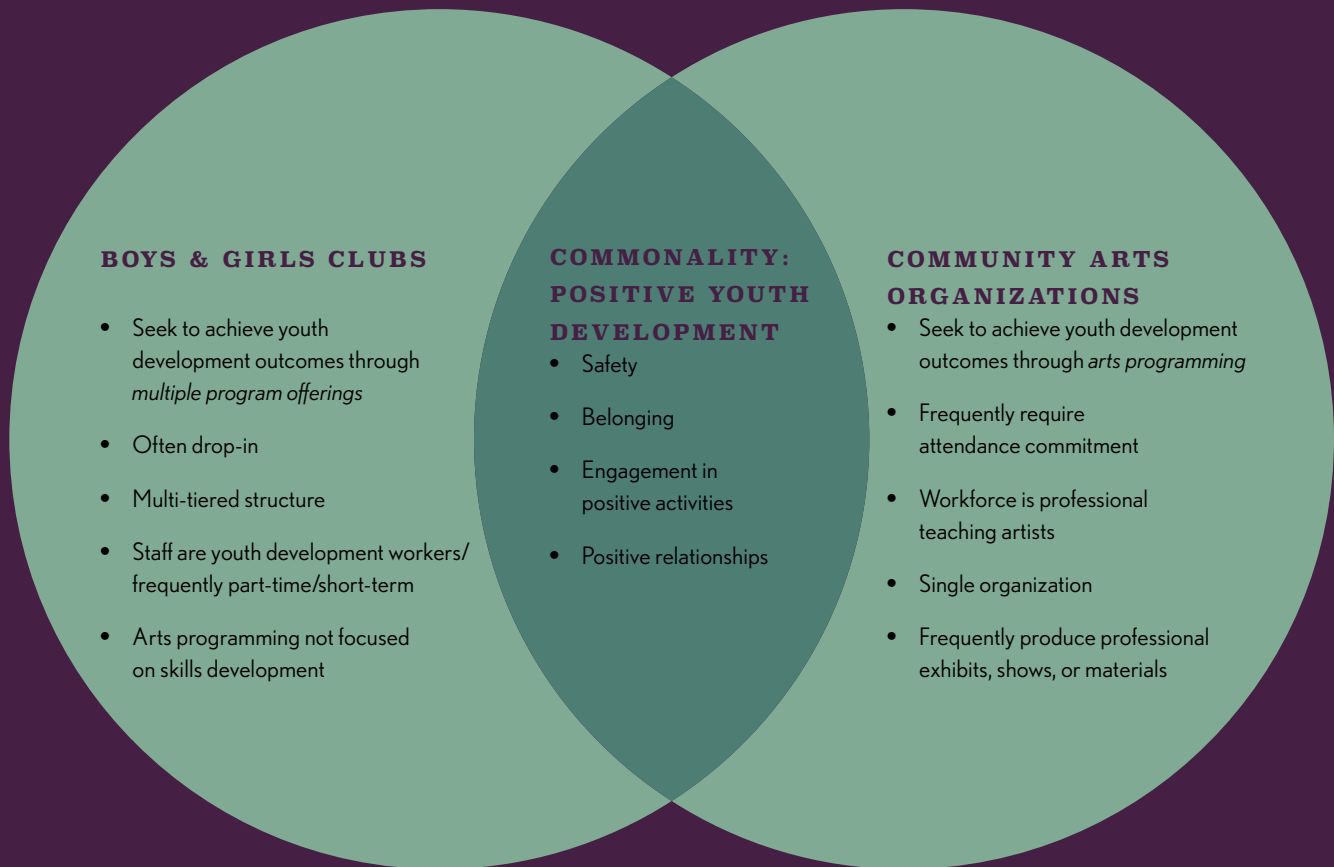 BOYS & GIRLS CLUBS
• Seek to achieve youth
development outcomes through
multiple program offerings
• Often drop-in
• Multi-tiered structure
• Staff are youth development workers/
frequently part-time/short-term
• Arts programming not focused
on skills development
COMMONALITY:
POSITIVE YOUTH
DEVELOPMENT
• Safety
• Belonging
• Engagement in
positive activities
• Positive relationships
COMMUNITY ARTS
ORGANIZATIONS
• Seek to achieve youth development
outcomes through arts programming
• Frequently require
attendance commitment
• Workforce is professional
teaching artists
• Single organization
• Frequently produce professional
exhibits, shows, or materials